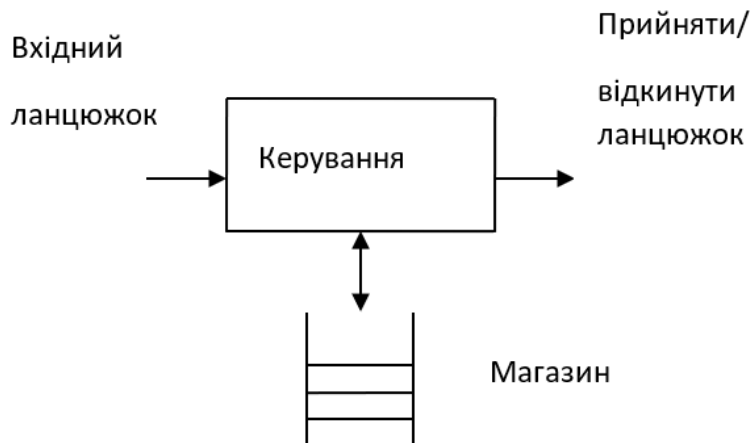 Вхідний
ланцюжок
Прийняти/
відкинути
ланцюжок
Керування
Магазин